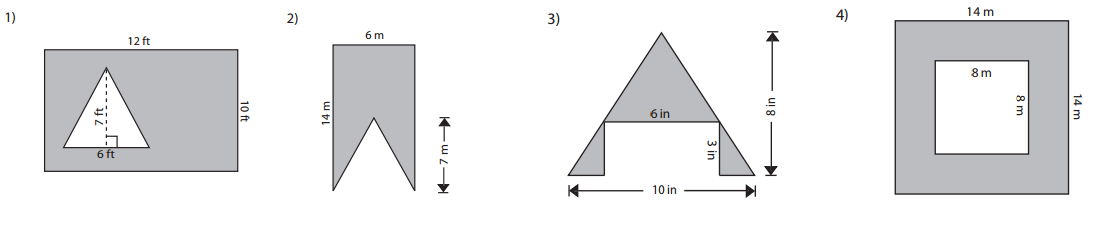 1)
12 ft
7 ft
6 ft
10 ft
2)
6 m
14 m
7 m
3)
6 in
3 in
8 in
10 in
4)
14 m
8 m
8 m
14 m